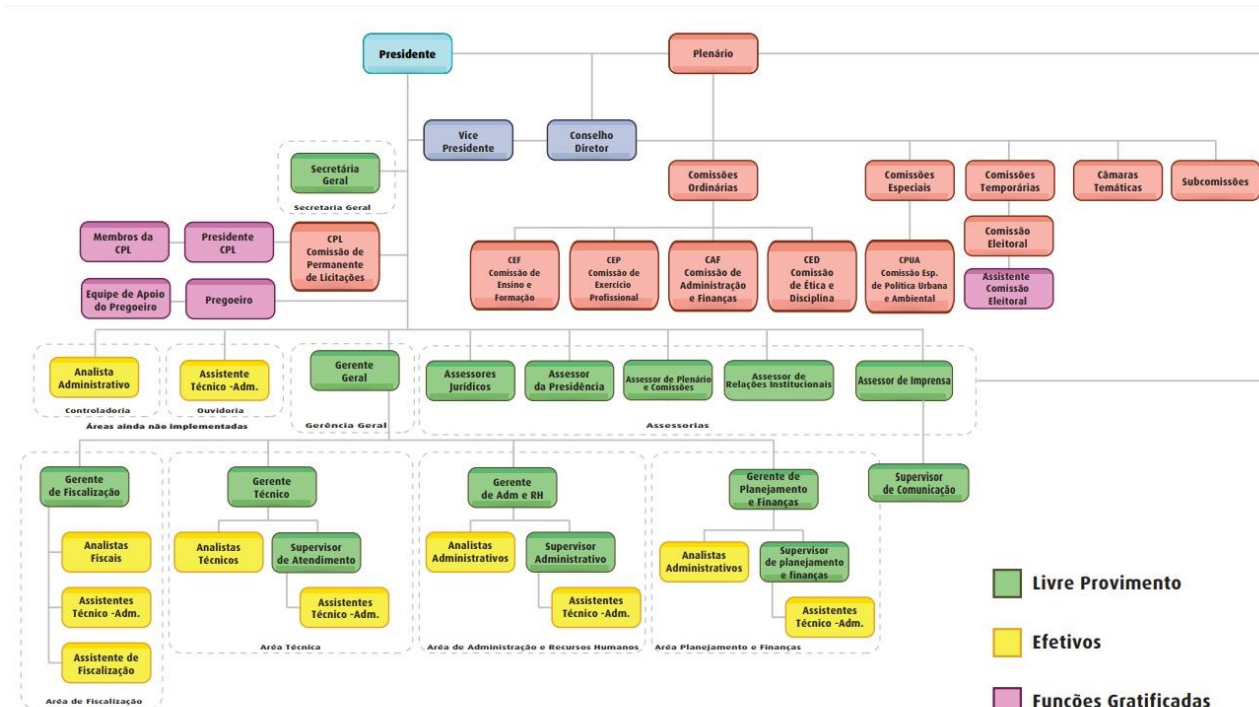 Presidente
Plenário
Vice
Presidente
Conselho
Diretor
Secretária
Geral
Secretaria Geral
Comissões
Ordinárias
Comissões
Especiais
Comissões
Temporárias
Câmaras
Temáticas
Subcomissões
Membros da
CPL
Presidente
CPL
CPL
Comissão de
Permanente
de Licitações
Comissão
Eleitoral
CEF
Comissão de
Ensino e
Formação
CEP
Comissão de
Exercício
Profissional
CAF
Comissão de
Administração
e Finanças
CED
Comissão
de Ética e
Disciplina
CPUA
Comissão Esp.
de Política Urbana
e Ambiental
Assistente
Comissão
Eleitoral
Equipe de Apoio
do Pregoeiro
Pregoeiro
Analista
Administrativo
Controladoria
Assistente
Técnico -Adm.
Ouvidoria
Áreas ainda não implementadas
Gerente
Geral
Gerência Geral
Assessores
Jurídicos
Assessor
da Presidência
Assessor de Plenário
e Comissões
Assessor de
Relações Institucionais
Assessor de Imprensa
Assessorias
Gerente
de Fiscalização
Gerente
Técnico
Gerente
de Adm e RH
Gerente de
Planejamento
e Finanças
Supervisor
de Comunicação
Analistas
Fiscais
Assistentes
Técnico -Adm.
Assistente de
Fiscalização
Aréa de Fiscalização
Analistas
Técnicos
Supervisor
de Atendimento
Assistentes
Técnico -Adm.
Aréa Técnica
Analistas
Administrativos
Supervisor
Administrativo
Assistentes
Técnico -Adm.
Aréa de Administração e Recursos Humanos
Analistas
Administrativos
Supervisor
de planejamento
e finanças
Assistentes
Técnico -Adm.
Aréa Planejamento e Finanças
Livre Provimento
Efetivos
Funções Gratificadas